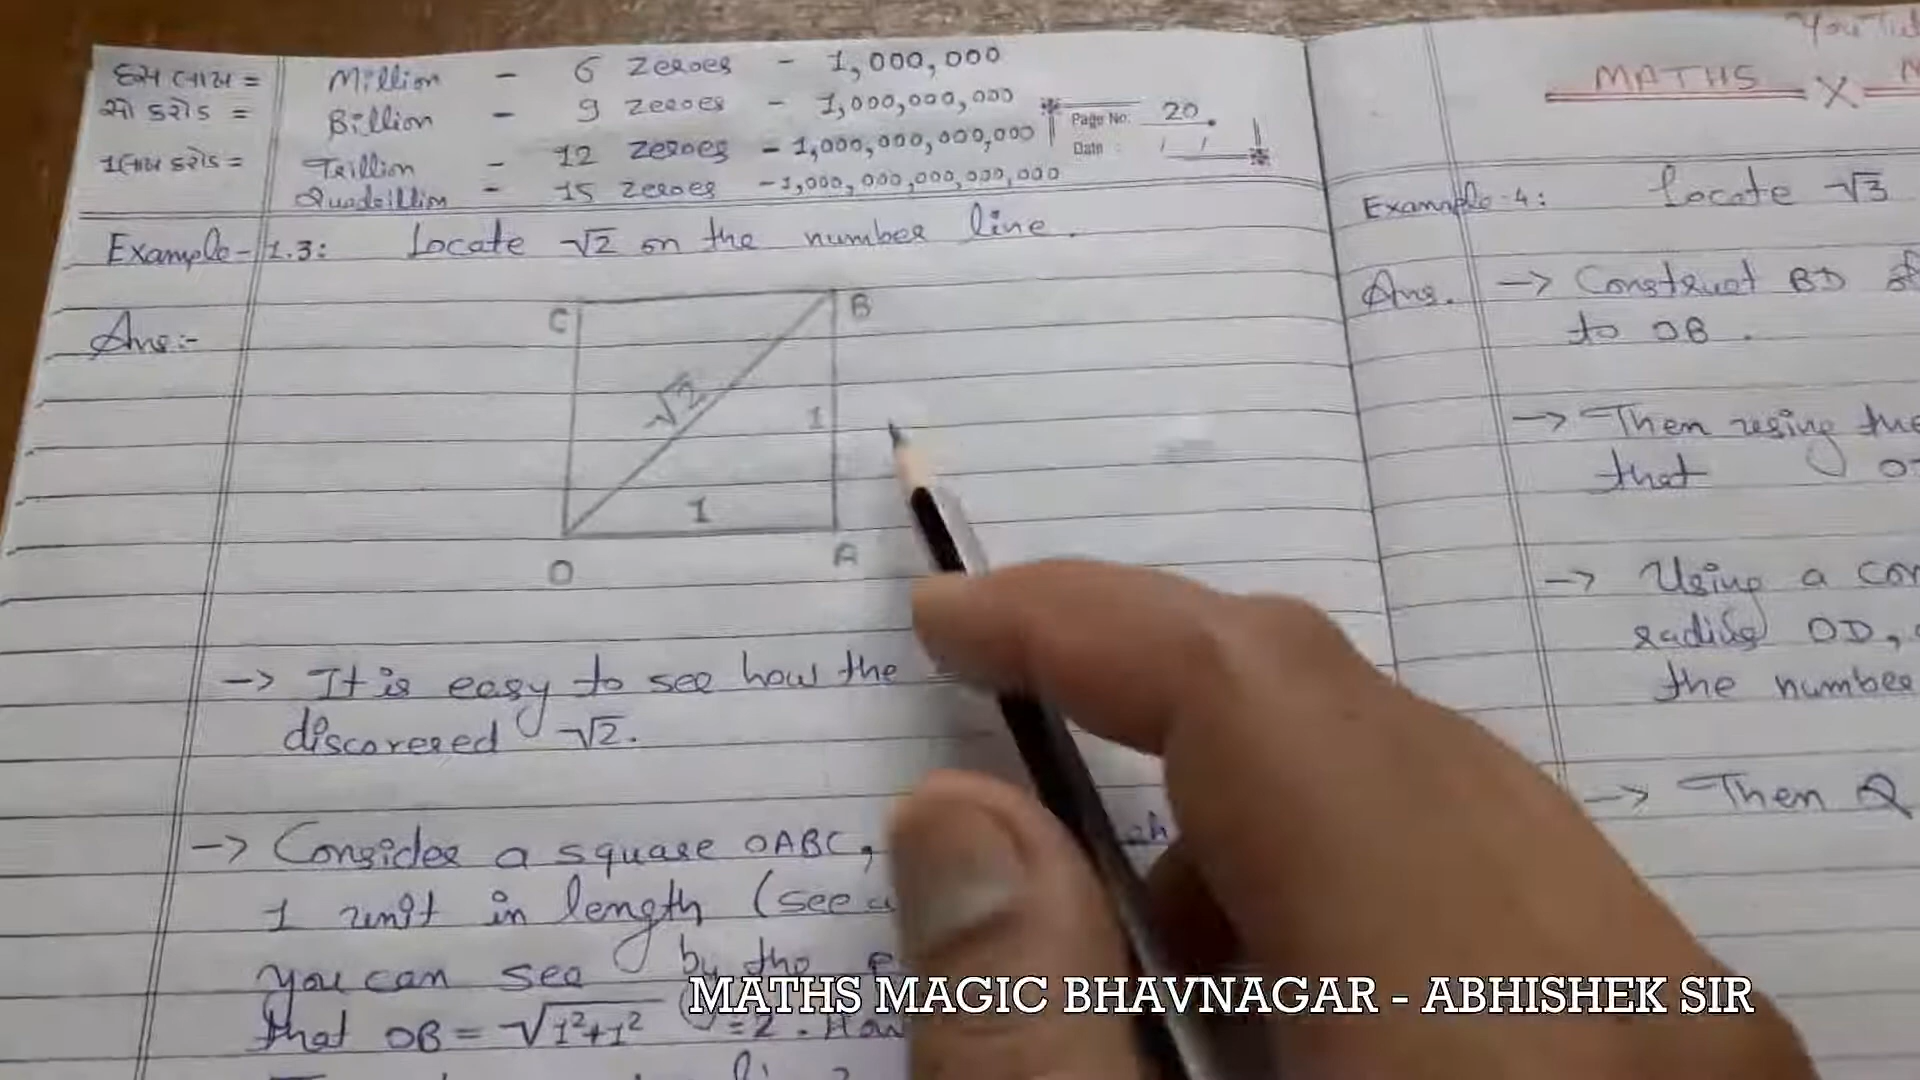 દસ લાખ = Million - 6 zeroes - 1,000,000
સો કરોડ = Billion - 9 zeroes - 1,000,000,000
1 લાખ કરોડ = Trillion - 12 zeroes - 1,000,000,000,000
Quadrillion - 15 zeroes - 1,000,000,000,000,000
Page No: 20
Date : / /
Example-1.3: Locate √2 on the number line.
Ans:-
C B
√2 1
1
O A
→ It is easy to see how the
discovered √2.
→ Consider a square OABC,
1 unit in length (see
you can see by the
that OB = √1²+1² = 2.
MATHS X
Example-4: Locate √3
Ans. → Construct BD of
to OB.
→ Then using the
that
→ Using a
radius OD,
the number
→ Then Q
MATHS MAGIC BHAVNAGAR - ABHISHEK SIR